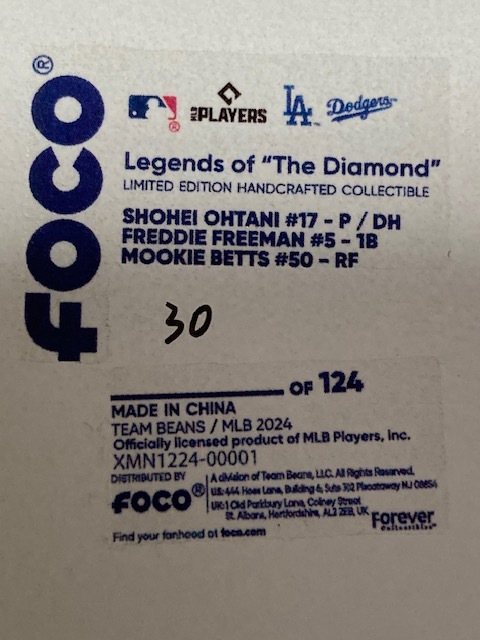 FOCO®
MLB PLAYERS LA Dodgers
Legends of "The Diamond"
LIMITED EDITION HANDCRAFTED COLLECTIBLE
SHOHEI OHTANI #17 - P / DH
FREDDIE FREEMAN #5 - 1B
MOOKIE BETTS #50 - RF
30
OF 124
MADE IN CHINA
TEAM BEANS / MLB 2024
Officially licensed product of MLB Players, Inc.
XMN1224-00001
DISTRIBUTED BY
FOCO®
A division of Team Beans, LLC. All Rights Reserved.
U.S.: 444 Hoes Lane, Building 6, Suite 302 Piscataway NJ 08854
UK: 1 Old Parkbury Lane, Colney Street
St. Albans, Hertfordshire, AL2 2EB, UK
Forever
Collectibles
Find your fanhood at foco.com